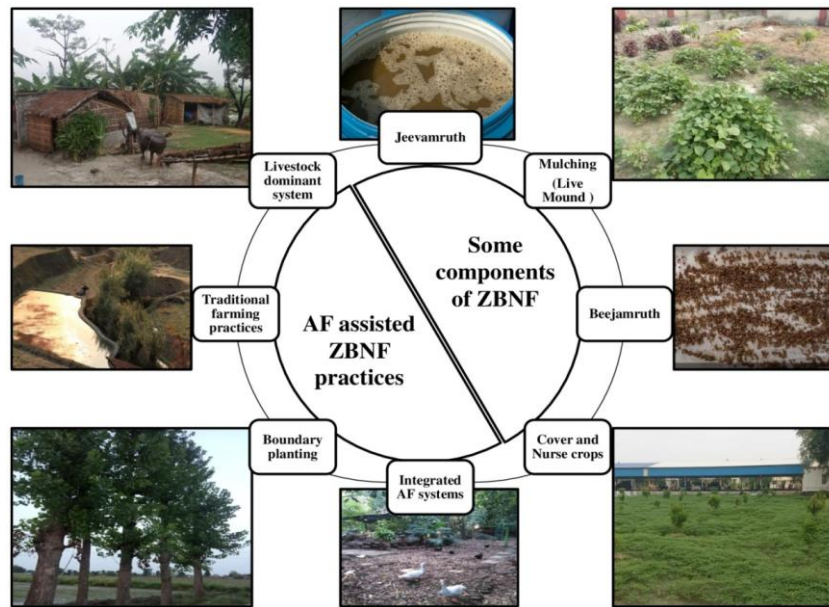 Jeevamruth
Livestock
dominant
system
Mulching
(Live
Mound )
Some
components
of ZBNF
Traditional
farming
practices
Beejamruth
AF assisted
ZBNF
practices
Boundary
planting
Cover and
Nurse crops
Integrated
AF systems